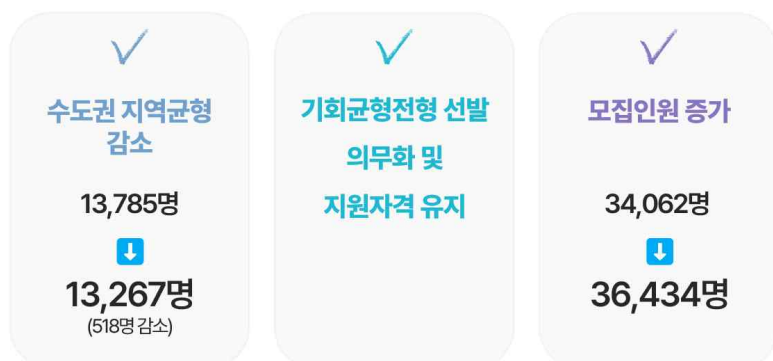 수도권 지역균형
감소
13,785명
13,267명
(518명 감소)
기회균형전형 선발
의무화 및
지원자격 유지
모집인원 증가
34,062명
36,434명